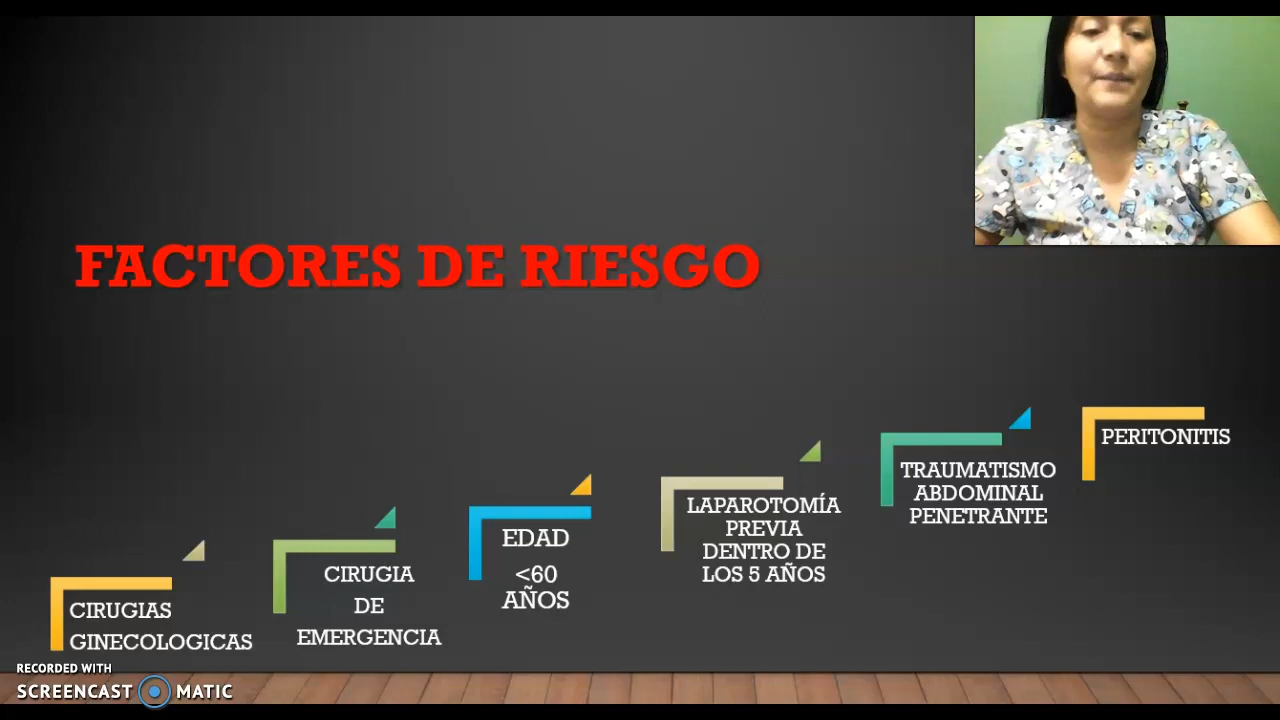 FACTORES DE RIESGO
CIRUGIAS
GINECOLOGICAS
CIRUGIA
DE
EMERGENCIA
EDAD
<60
AÑOS
LAPAROTOMÍA
PREVIA
DENTRO DE
LOS 5 AÑOS
TRAUMATISMO
ABDOMINAL
PENETRANTE
PERITONITIS
RECORDED WITH
SCREENCAST MATIC